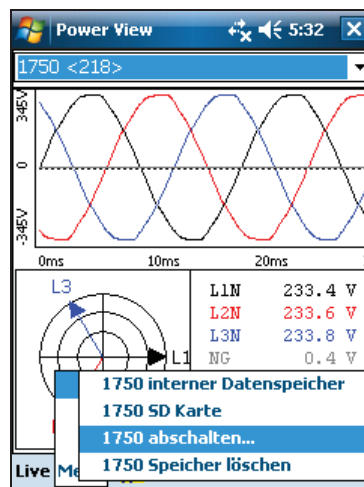 Power View 5:32
1750 <218>
345V
0
-345V
0ms 10ms 20ms
L3
L1
L1N 233.4 V
L2N 233.6 V
L3N 233.8 V
NG 0.4 V
1750 interner Datenspeicher
1750 SD Karte
1750 abschalten...
1750 Speicher löschen
Live Me